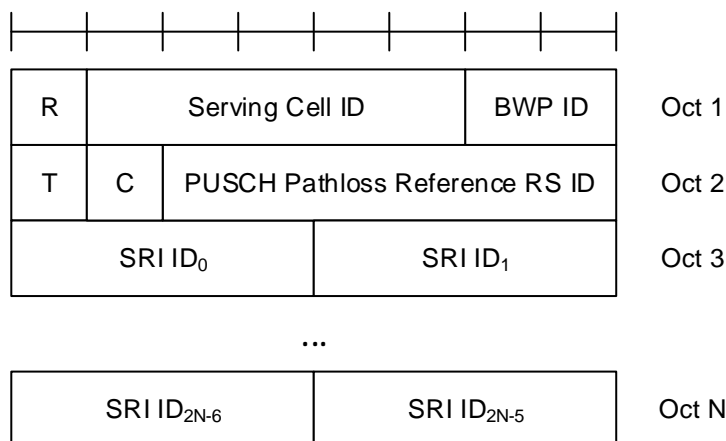 R Serving Cell ID BWP ID Oct 1
T C PUSCH Pathloss Reference RS ID Oct 2
SRI ID₀ SRI ID₁ Oct 3
...
SRI ID₂N-₆ SRI ID₂N-₅ Oct N